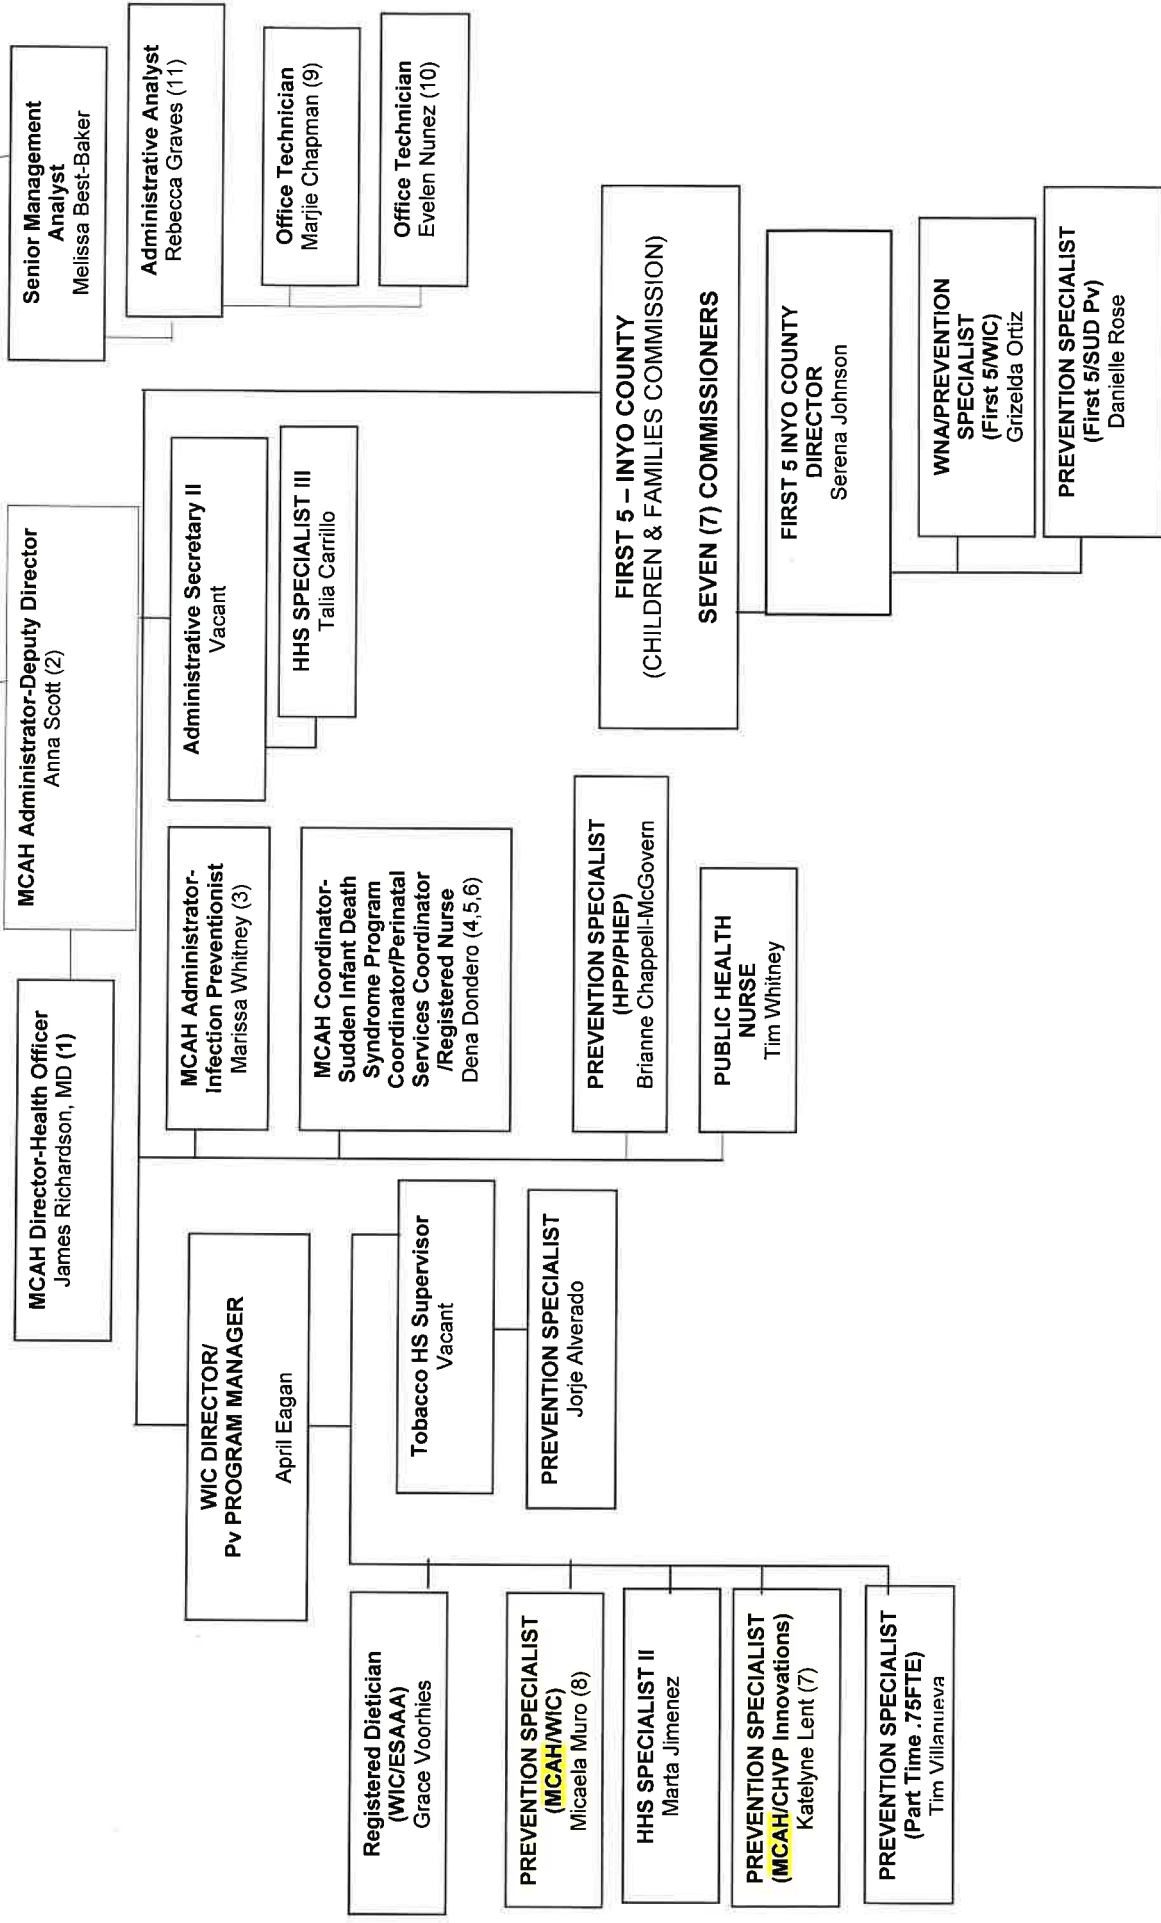 MCAH Director-Health Officer
James Richardson, MD (1)
MCAH Administrator-Deputy Director
Anna Scott (2)
Senior Management
Analyst
Melissa Best-Baker
Administrative Analyst
Rebecca Graves (11)
Office Technician
Marjie Chapman (9)
Office Technician
Evelen Nunez (10)
WIC DIRECTOR/
Pv PROGRAM MANAGER
April Eagan
Registered Dietician
(WIC/ESAAA)
Grace Voorhies
PREVENTION SPECIALIST
(MCAH/WIC)
Micaela Muro (8)
HHS SPECIALIST II
Marta Jimenez
PREVENTION SPECIALIST
(MCAH/CHVP Innovations)
Katelyne Lent (7)
PREVENTION SPECIALIST
(Part Time .75FTE)
Tim Villanueva
Tobacco HS Supervisor
Vacant
PREVENTION SPECIALIST
Jorje Alverado
MCAH Administrator-
Infection Preventionist
Marissa Whitney (3)
MCAH Coordinator-
Sudden Infant Death
Syndrome Program
Coordinator/Perinatal
Services Coordinator
/Registered Nurse
Dena Dondero (4,5,6)
PREVENTION SPECIALIST
(HPP/PHEP)
Brianne Chappell-McGovern
PUBLIC HEALTH
NURSE
Tim Whitney
Administrative Secretary II
Vacant
HHS SPECIALIST III
Talia Carrillo
FIRST 5 – INYO COUNTY
(CHILDREN & FAMILIES COMMISSION)
SEVEN (7) COMMISSIONERS
FIRST 5 INYO COUNTY
DIRECTOR
Serena Johnson
WNA/PREVENTION
SPECIALIST
(First 5/WIC)
Grizelda Ortiz
PREVENTION SPECIALIST
(First 5/SUD Pv)
Danielle Rose